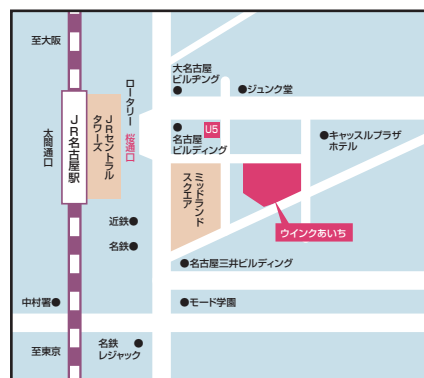 至大阪
大名古屋
ビルヂング
ジュンク堂
ロータリー
桜通口
JRセントラル
タワーズ
JR名古屋駅
太閤通口
U5
名古屋
ビルディング
キャッスルプラザ
ホテル
ミッドランド
スクエア
近鉄
名鉄
ウインクあいち
名古屋三井ビルディング
中村署
モード学園
至東京
名鉄
レジャック